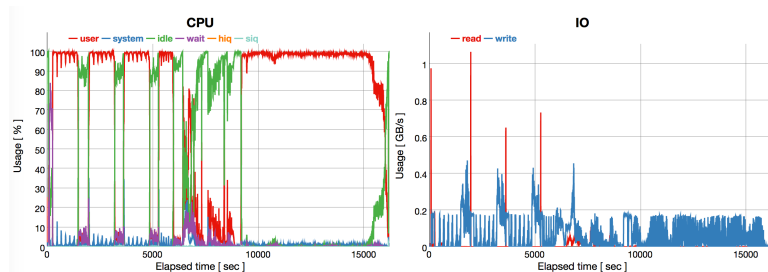 CPU
user system idle wait hiq siq
100
90
80
70
60
50
40
30
20
10
0
Usage [ % ]
0 5000 10000 15000
Elapsed time [ sec ]
IO
read write
1
0.8
0.6
0.4
0.2
0
Usage [ GB/s ]
0 5000 10000 15000
Elapsed time [ sec ]